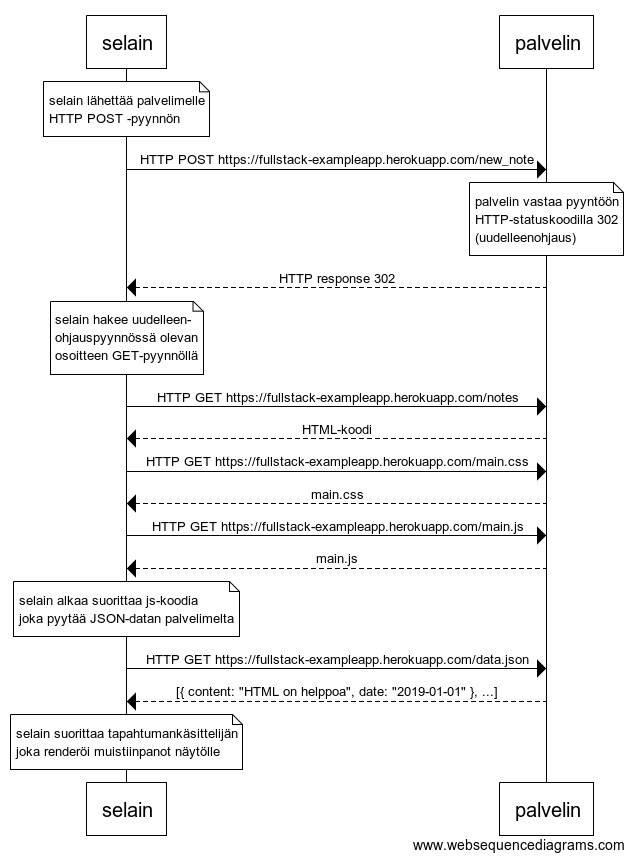 selain
palvelin
selain lähettää palvelimelle
HTTP POST -pyynnön
HTTP POST https://fullstack-exampleapp.herokuapp.com/new_note
palvelin vastaa pyyntöön
HTTP-statuskoodilla 302
(uudelleenohjaus)
HTTP response 302
selain hakee uudelleen-
ohjauspyynnössä olevan
osoitteen GET-pyynnöllä
HTTP GET https://fullstack-exampleapp.herokuapp.com/notes
HTML-koodi
HTTP GET https://fullstack-exampleapp.herokuapp.com/main.css
main.css
HTTP GET https://fullstack-exampleapp.herokuapp.com/main.js
main.js
selain alkaa suorittaa js-koodia
joka pyytää JSON-datan palvelimelta
HTTP GET https://fullstack-exampleapp.herokuapp.com/data.json
[{ content: "HTML on helppoa", date: "2019-01-01" }, ...]
selain suorittaa tapahtumankäsittelijän
joka renderöi muistiinpanot näytölle
selain
palvelin
www.websequencediagrams.com